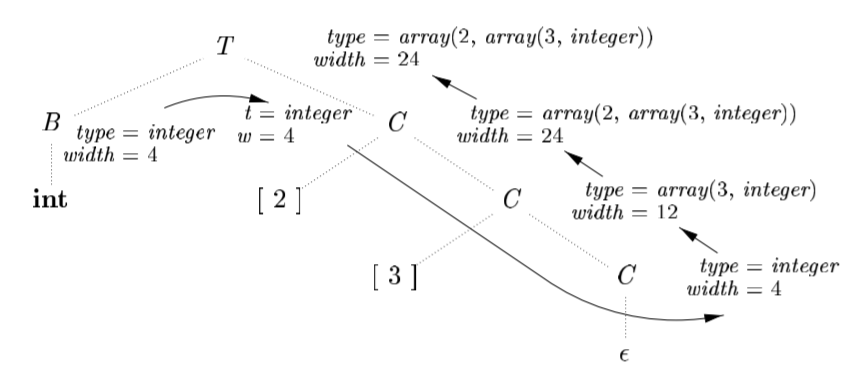 T
type = array(2, array(3, integer))
width = 24
B
type = integer
width = 4
t = integer
w = 4
C
type = array(2, array(3, integer))
width = 24
int
[ 2 ]
C
type = array(3, integer)
width = 12
[ 3 ]
C
type = integer
width = 4
ϵ